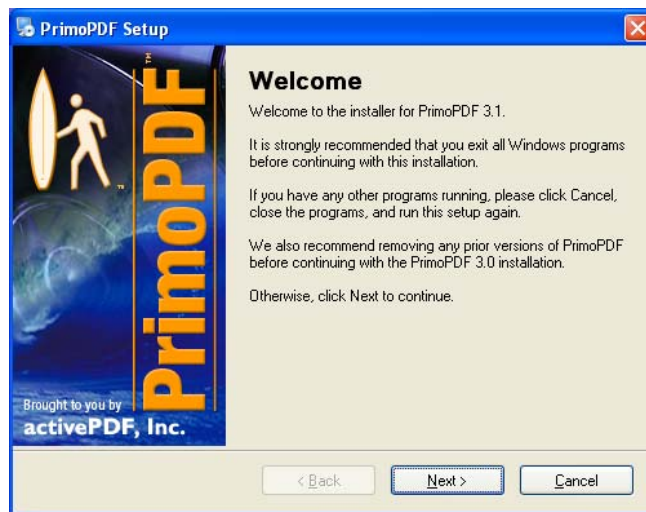 PrimoPDF Setup
PrimoPDF™
Brought to you by
activePDF, Inc.
Welcome
Welcome to the installer for PrimoPDF 3.1.
It is strongly recommended that you exit all Windows programs
before continuing with this installation.
If you have any other programs running, please click Cancel,
close the programs, and run this setup again.
We also recommend removing any prior versions of PrimoPDF
before continuing with the PrimoPDF 3.0 installation.
Otherwise, click Next to continue.
< Back
Next >
Cancel